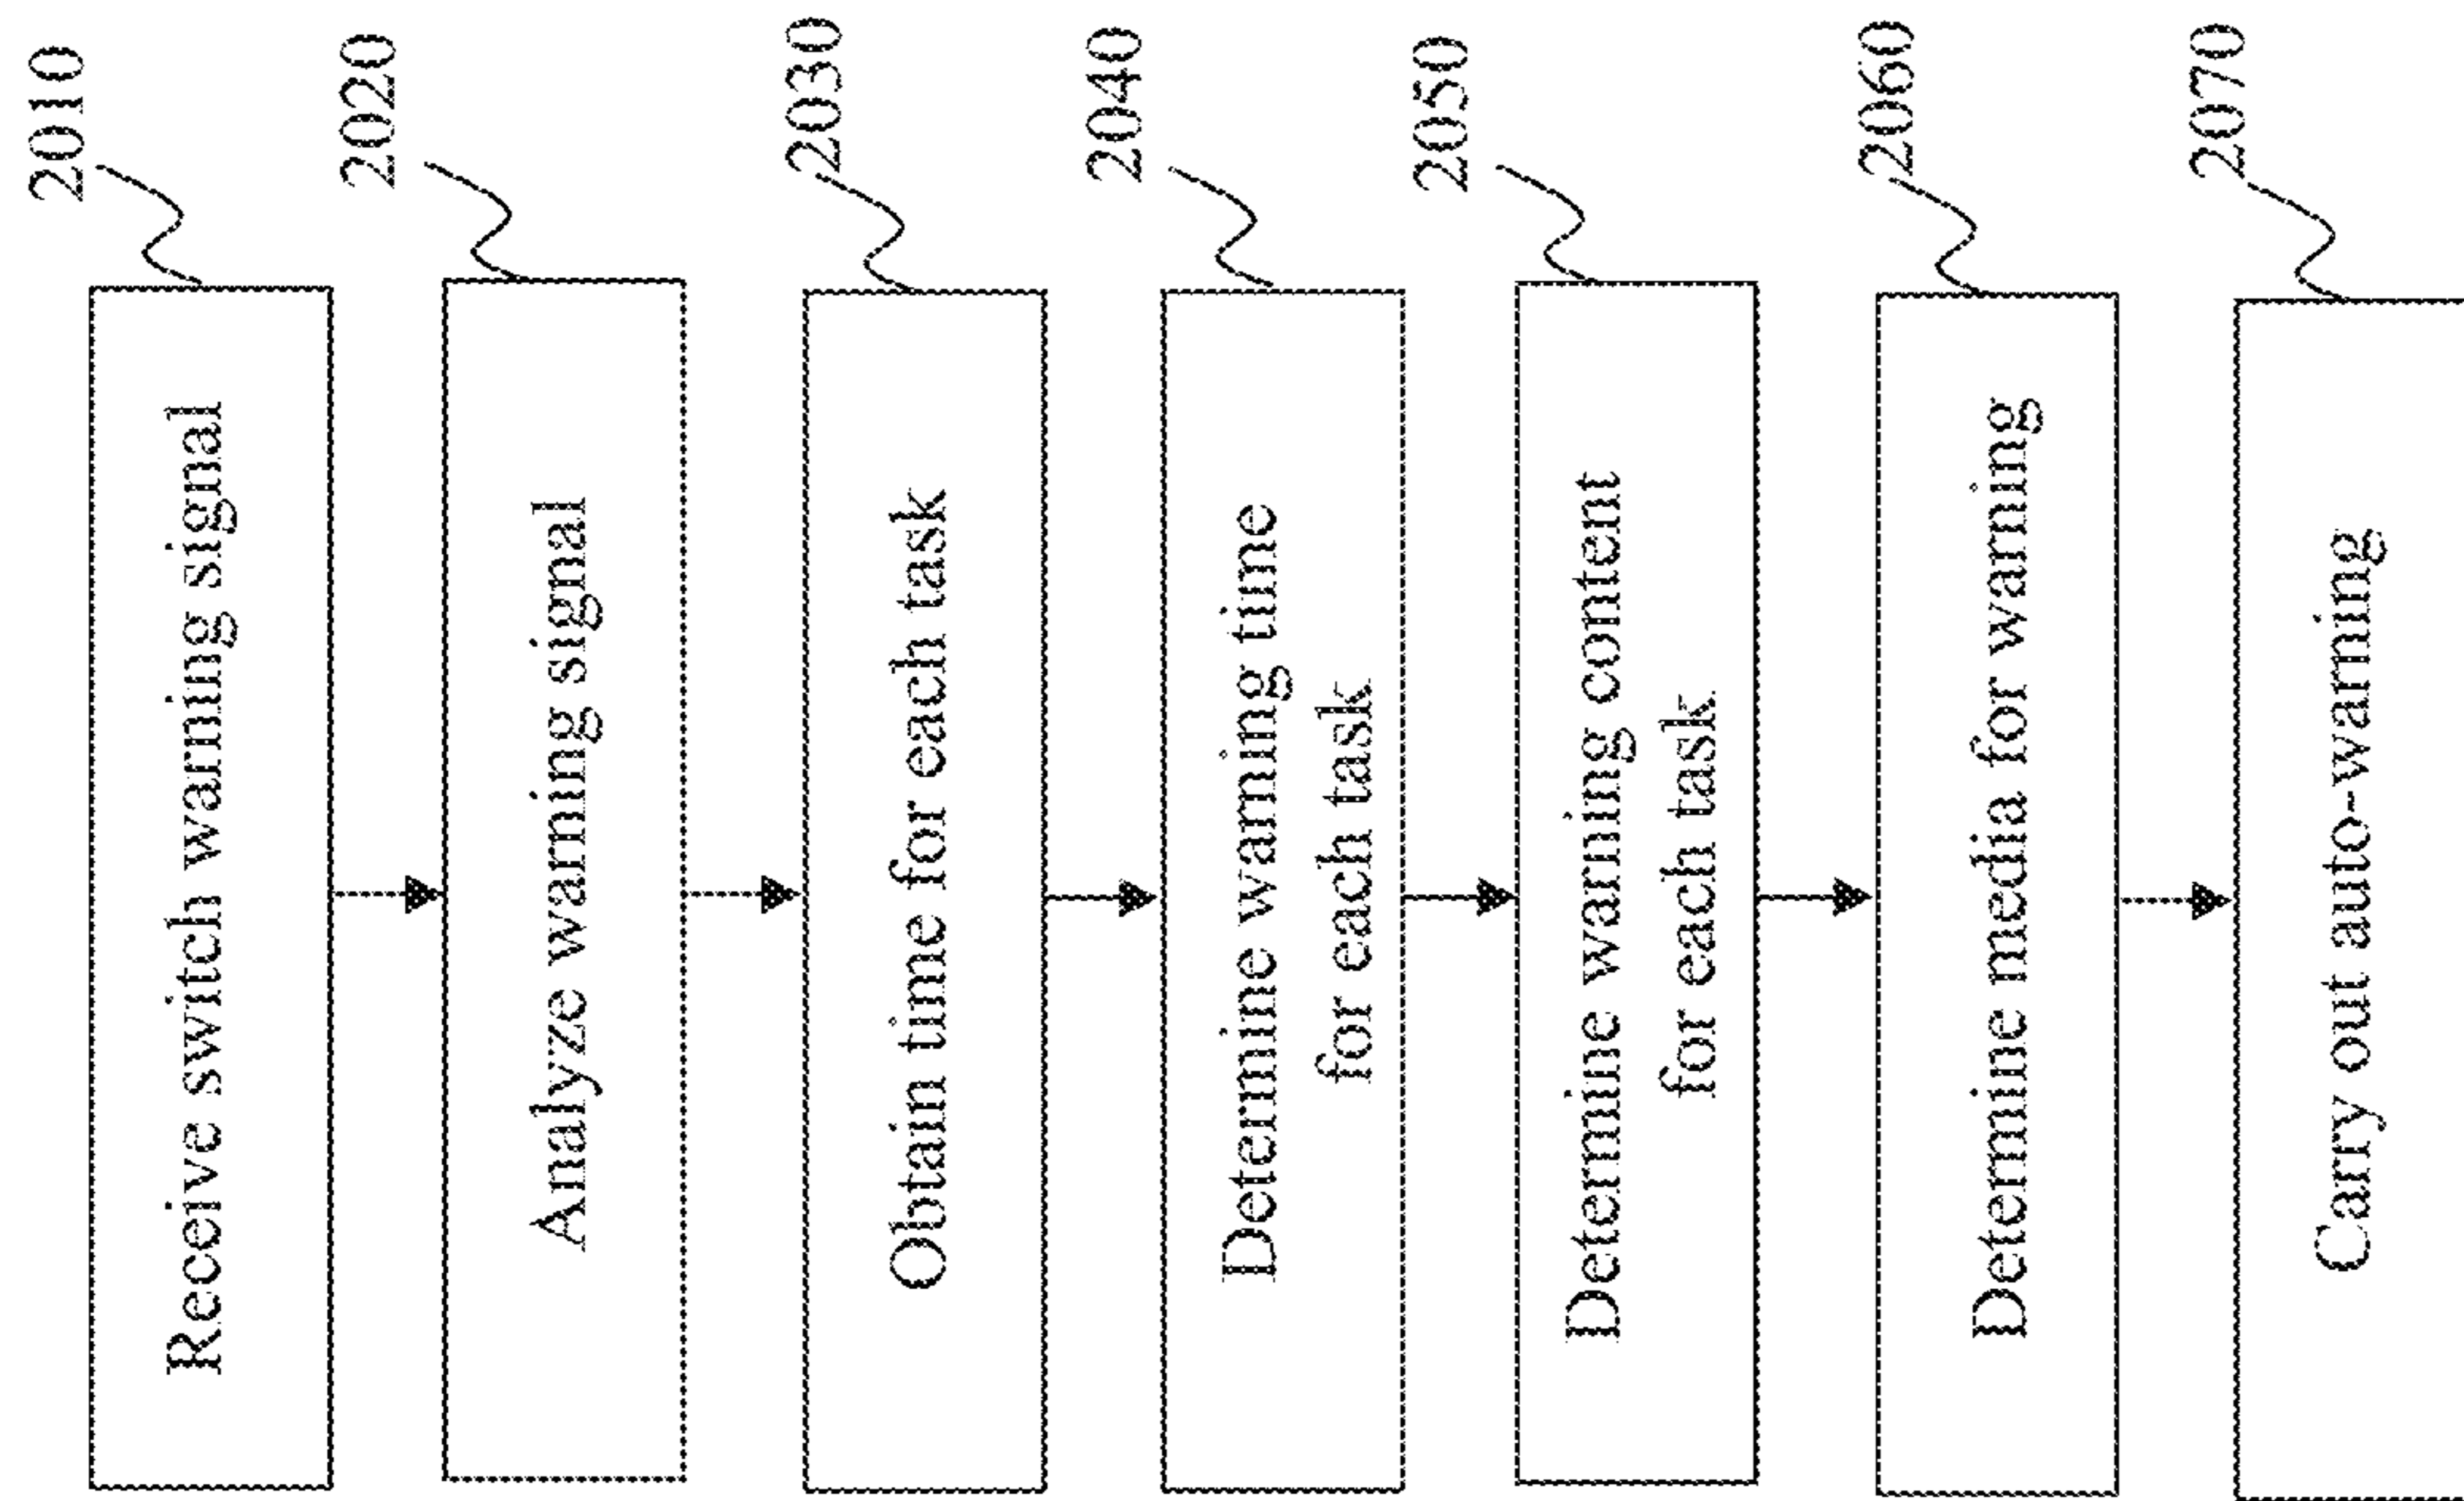 Receive switch warning signal
2010
Analyze warning signal
2020
Obtain time for each task
2030
Determine warning time
for each task
2040
Determine warning content
for each task
2050
Determine media for warning
2060
Carry out auto-warning
2070